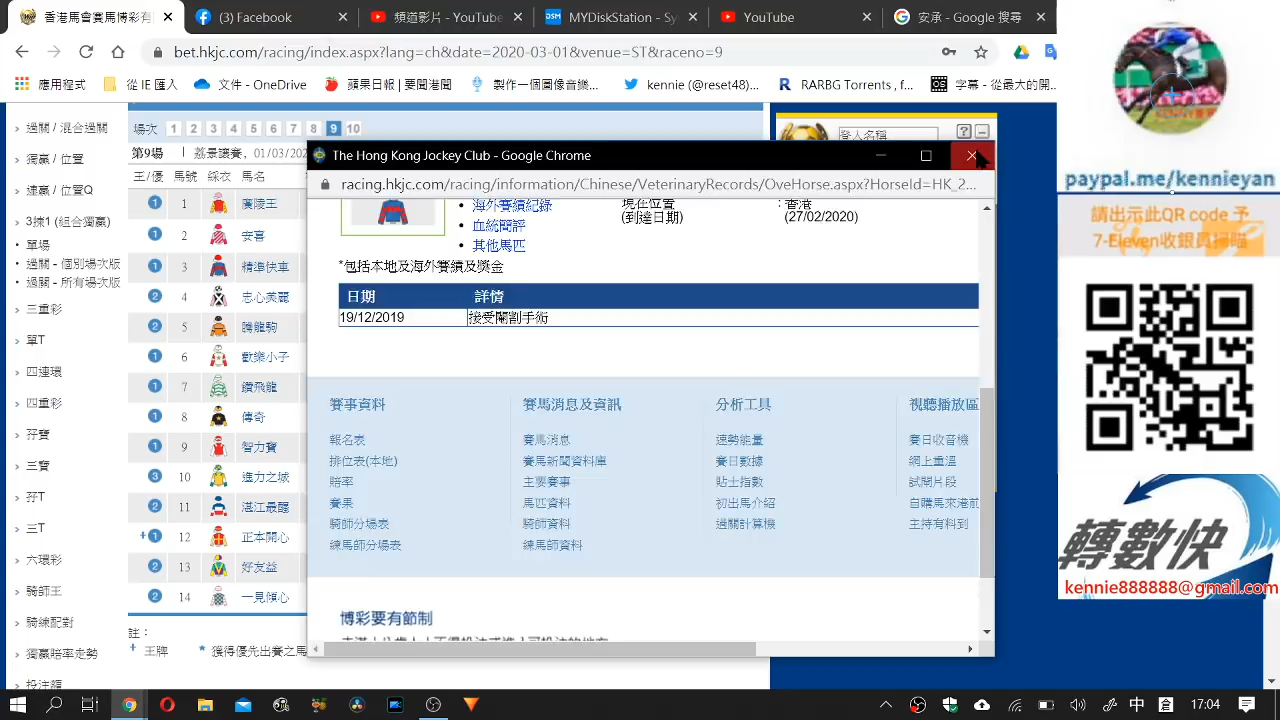 香港馬會賽馬博彩有
(3) Facebook
頻道影片 - YouTube
MYDiskStation - Sy
YouTube
安承 - Google 搜尋
bet.hkjc.com/racing/index.aspx?lang=ch&date=2020-03-01&venue=ST&raceno=9
應用程式
從 IE 匯入
文件 - OneDrive
蘋果日報 | 要聞港聞
製作一個圖像音樂...
kennie (@reset48)...
RARBG Torrents , f...
字幕 - 從最大的開
過關 / 混合過關
獨贏 / 位置
連贏 / 位置Q
3揀1 (組合獨贏)
單場
過關 - 個別場次版
過關 - 所有場次版
三重彩
單T
四連環
四重彩
孖寶
三寶
孖T
三T
六環彩
騎師王
騎練配對
獨贏賠率走勢
投注額
場次 1 2 3 4 5 6 7 8 9 10
第9場 | 荔景讓賽, 01/03/202
王/優 馬號 綵衣 馬名
1 1 廣陵王
2 2 安喜
1 3 精準快車
2 4
2 5 騰龍駒
1 6 歡樂小子
1 7 鑽飛達
1 8 傳奇
1 9 智力寶
3 10 達力之城
2 11 湛江晨醒
+1 12 正本開心
2 13 好友益
2 14 一見傾心
註：
+ 王牌
* 獲得優先出賽之馬
登入名稱
?
The Hong Kong Jockey Club - Google Chrome
racing.hkjc.com/racing/information/Chinese/VeterinaryRecords/OveHorse.aspx?HorseId=HK_2...
海外賽績紀錄
血統簡評
其他馬匹
現在位置
(到達日期)
: 香港
(27/02/2020)
*包括本地及海外賽績及獎金
日期 詳情
19/12/2019 接受閹割手術
賽事資料
報名表
排位表(本地)
賠率
賽果
騎師分場表
練馬師分場表
賽馬消息及資訊
賽馬消息
賽馬新聞資料庫
主要賽事
馬匹資料
騎師資料
練馬師資料
分析工具
速勢能量
賽日數據
貼士指數
初出馬介紹
過關計算機
視聽播放區
賽日收音機
網上重溫
試閘片段
自購馬來港前
主持有料到
博彩要有節制
paypal.me/kennieyan
請出示此QR code 予
7-Eleven收銀員掃瞄
轉數快
kennie888888@gmail.com
中
17:04